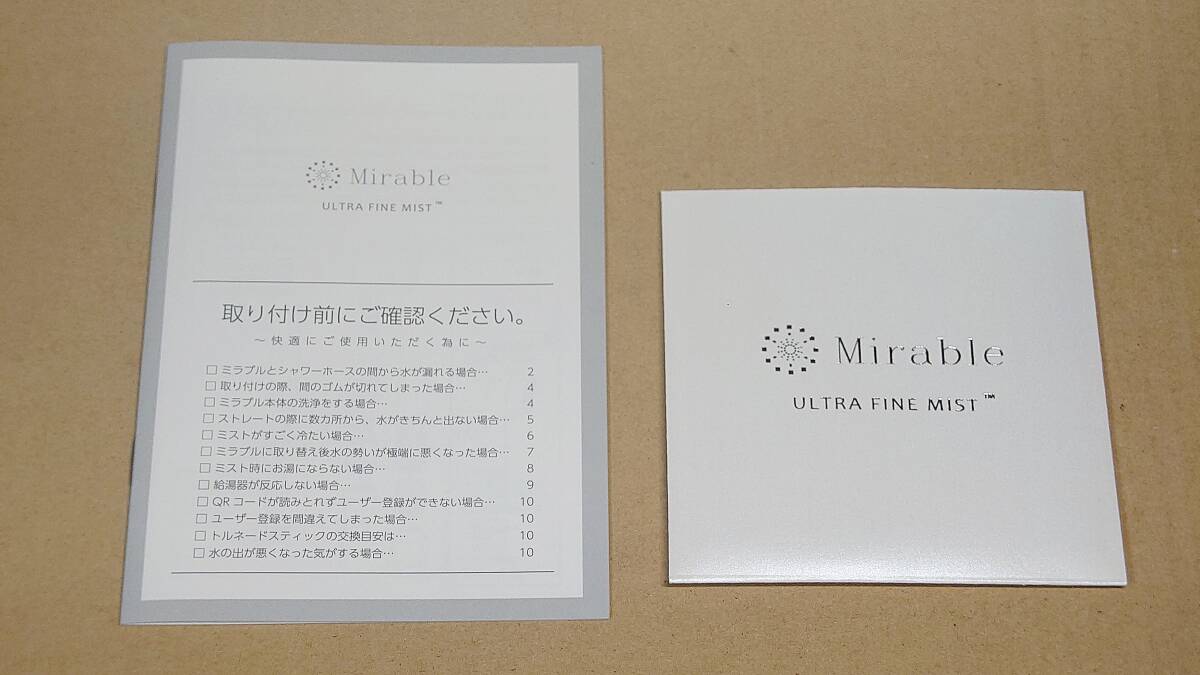 Mirable
ULTRA FINE MIST™
取り付け前にご確認ください。
～快適にご使用いただく為に～
□ ミラブルとシャワーホースの間から水が漏れる場合… 2
□ 取り付けの際、間のゴムが切れてしまった場合… 4
□ ミラブル本体の洗浄をする場合… 4
□ ストレートの際に数カ所から、水がきちんと出ない場合… 5
□ ミストがすごく冷たい場合… 6
□ ミラブルに取り替え後水の勢いが極端に悪くなった場合… 7
□ ミスト時にお湯にならない場合… 8
□ 給湯器が反応しない場合… 9
□ QRコードが読みとれずユーザー登録ができない場合… 10
□ ユーザー登録を間違えてしまった場合… 10
□ トルネードスティックの交換目安は… 10
□ 水の出が悪くなった気がする場合… 10
Mirable
ULTRA FINE MIST™